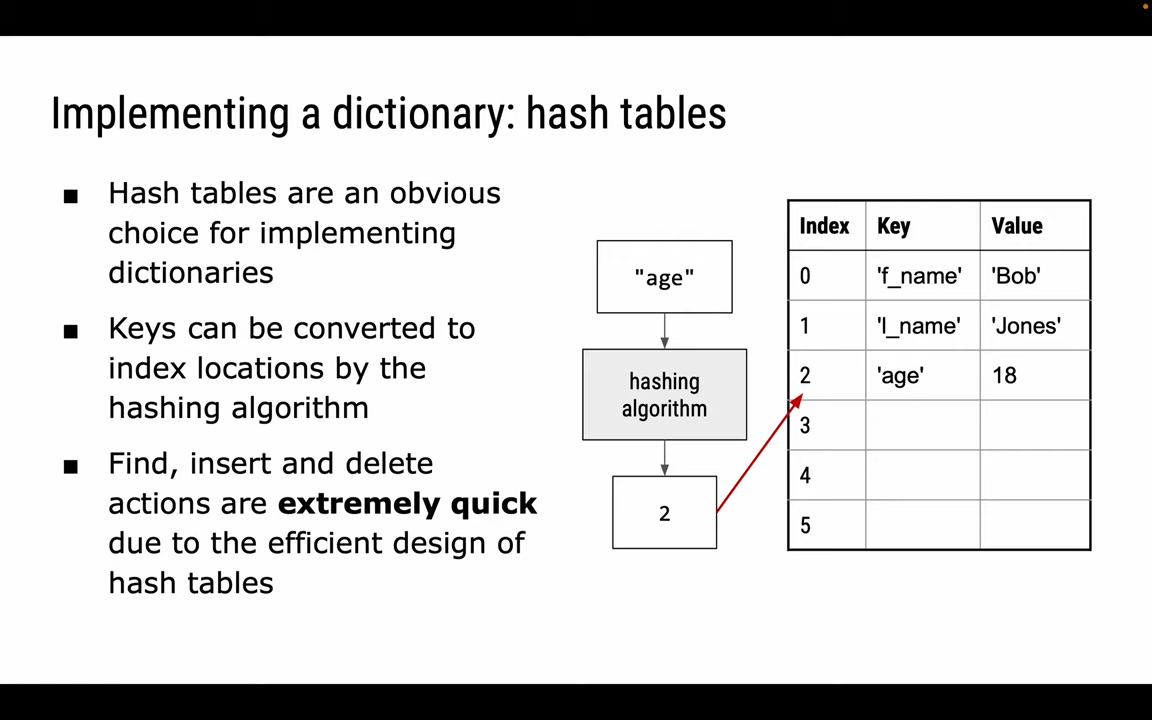 Implementing a dictionary: hash tables
■ Hash tables are an obvious
choice for implementing
dictionaries
■ Keys can be converted to
index locations by the
hashing algorithm
■ Find, insert and delete
actions are extremely quick
due to the efficient design of
hash tables
"age"
hashing
algorithm
2
Index Key Value
0 'f_name' 'Bob'
1 'l_name' 'Jones'
2 'age' 18
3
4
5